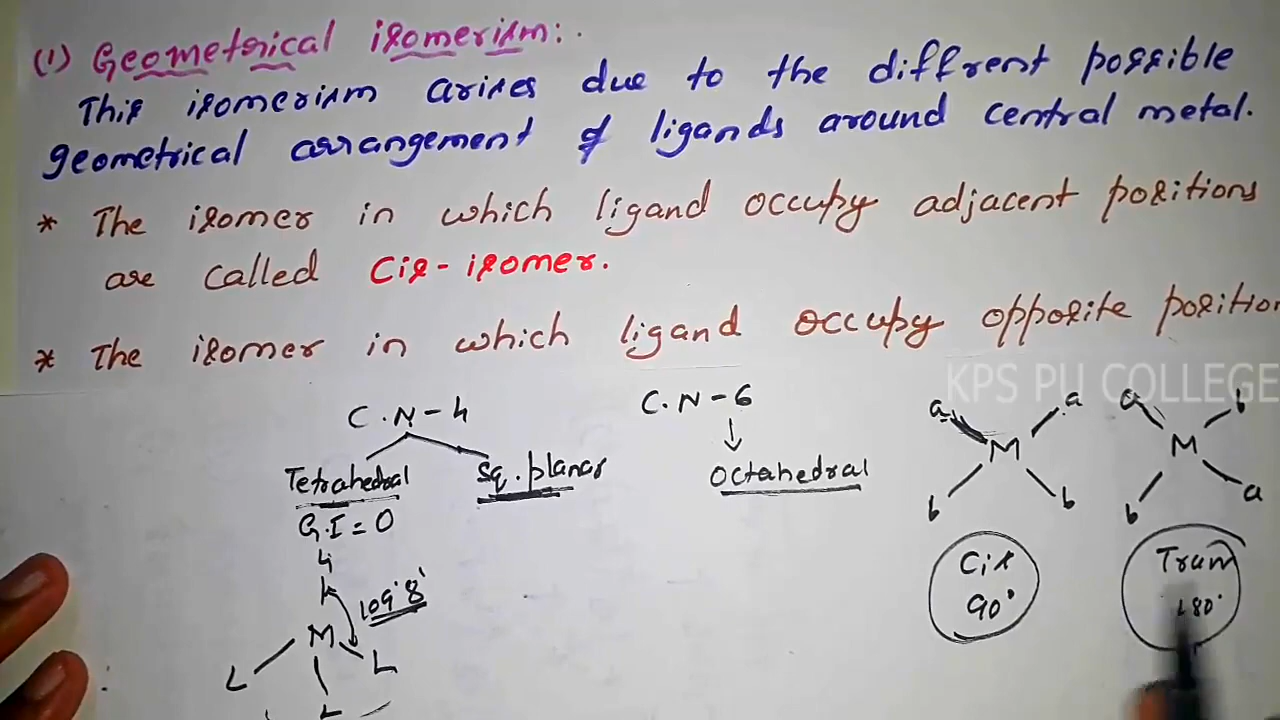 (1) Geometrical isomerism:.
This isomerism arises due to the diffrent possible
geometrical arrangement of ligands around central metal.
* The isomer in which ligand occupy adjacent positions
are called Cis-isomer.
* The isomer in which ligand occupy opposite position
KPS PU COLLEGE
C.N-4
C.N-6
Tetrahedral
Sq. planar
Octahedral
G.I=0
109°8'
M
L
L
L
a a
M
b b
Cis
90°
a b
M
b a
Trans
180°